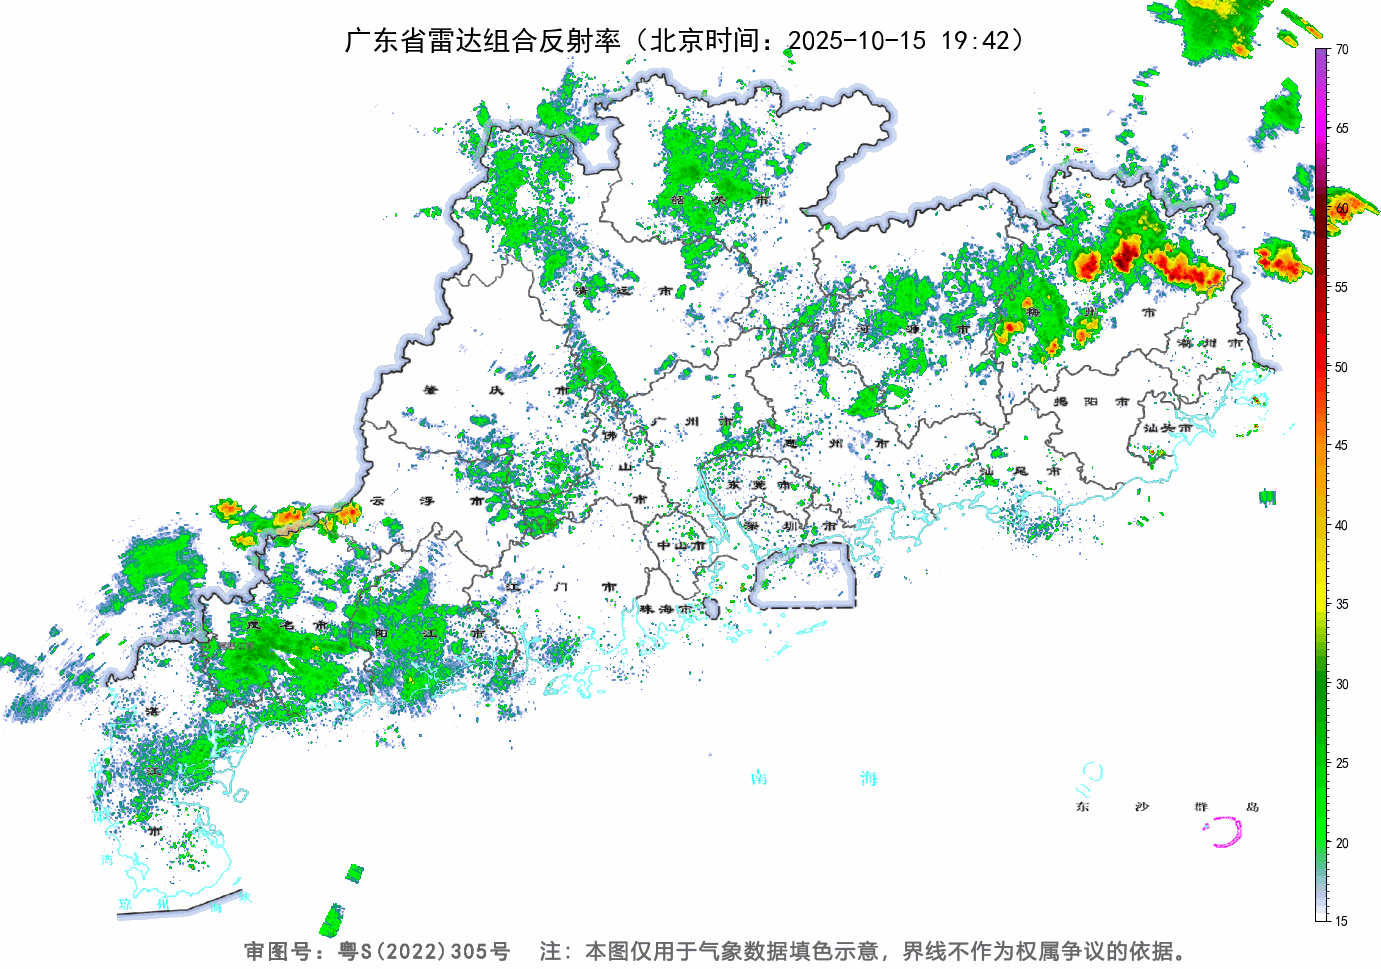 广东省雷达组合反射率（北京时间：2025-10-15 19:42）
70
65
60
55
50
45
40
35
30
25
20
15
韶 关 市
清 远 市
河 源 市
梅 州 市
潮 州 市
肇 庆 市
广 州 市
揭 阳 市
汕头市
佛 山 市
惠 州 市
汕 尾 市
东 莞 市
云 浮 市
深 圳 市
中山市
江 门 市
珠海市
茂 名 市
阳 江 市
湛 江 市
南 海
东 沙 群 岛
北 部 湾
琼 州 海 峡
审图号：粤S(2022)305号 注：本图仅用于气象数据填色示意，界线不作为权属争议的依据。